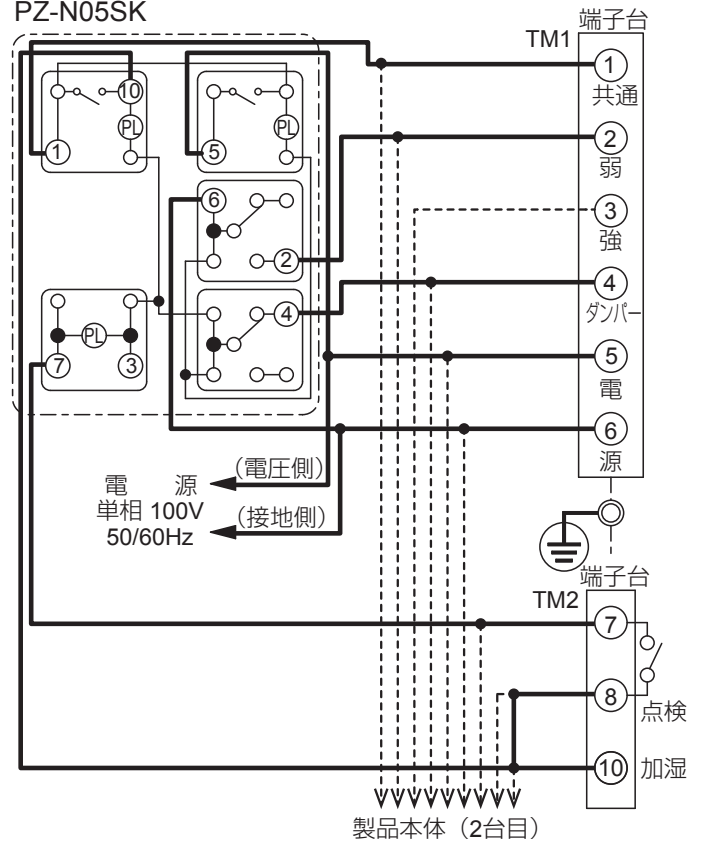 PZ-N05SK
端子台
TM1
1
共通
2
弱
3
強
4
ダンパー
5
電
6
源
10
PL
1
5
PL
6
2
4
PL
7
3
(電圧側)
電 源
単相 100V
50/60Hz
(接地側)
端子台
TM2
7
8
点検
10
加湿
製品本体(2台目)